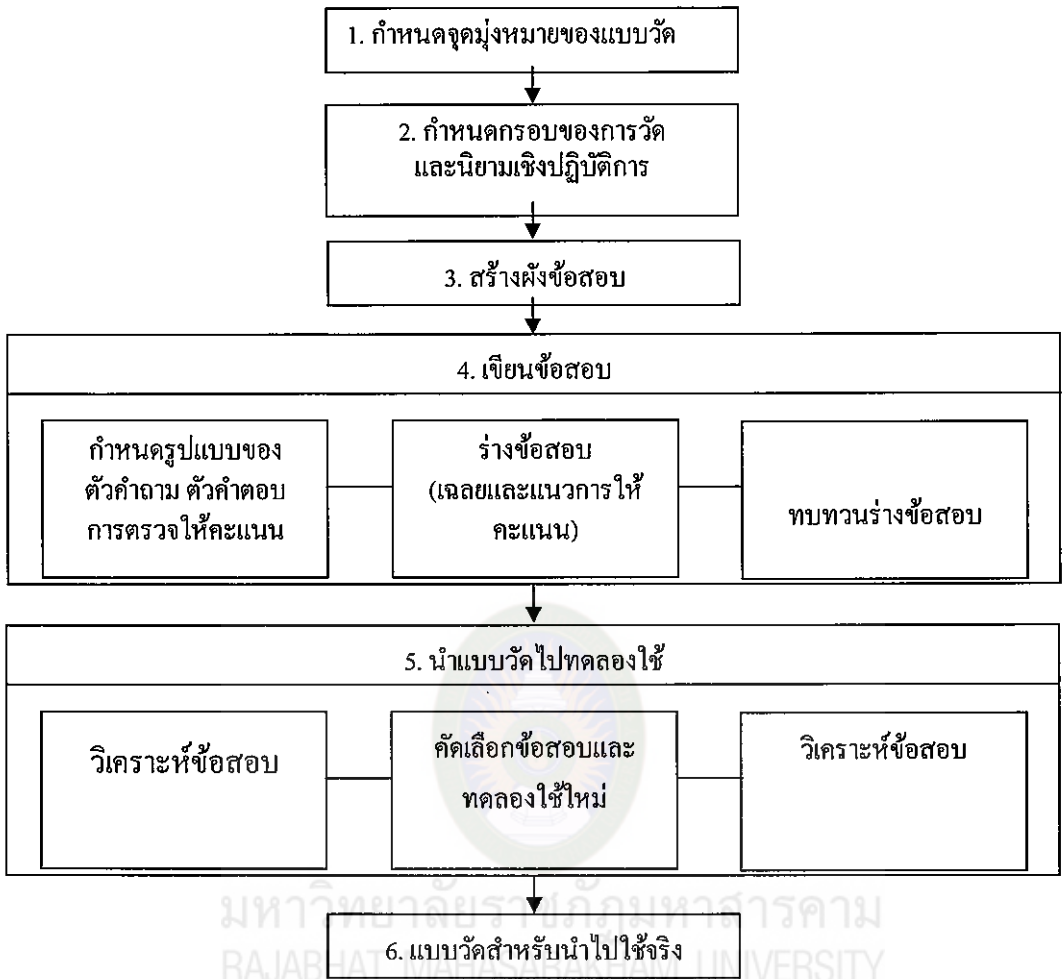 1. กำหนดจุดมุ่งหมายของแบบวัด
2. กำหนดกรอบของการวัด
และนิยามเชิงปฏิบัติการ
3. สร้างผังข้อสอบ
4. เขียนข้อสอบ
กำหนดรูปแบบของ
ตัวคำถาม ตัวคำตอบ
การตรวจให้คะแนน
ร่างข้อสอบ
(เฉลยและแนวการให้
คะแนน)
ทบทวนร่างข้อสอบ
5. นำแบบวัดไปทดลองใช้
วิเคราะห์ข้อสอบ
คัดเลือกข้อสอบและ
ทดลองใช้ใหม่
วิเคราะห์ข้อสอบ
มหาวิทยาลัยราชภัฏมหาสารคาม
6. แบบวัดสำหรับนำไปใช้จริง
RAJABHAT MAHASARAKHAM UNIVERSITY